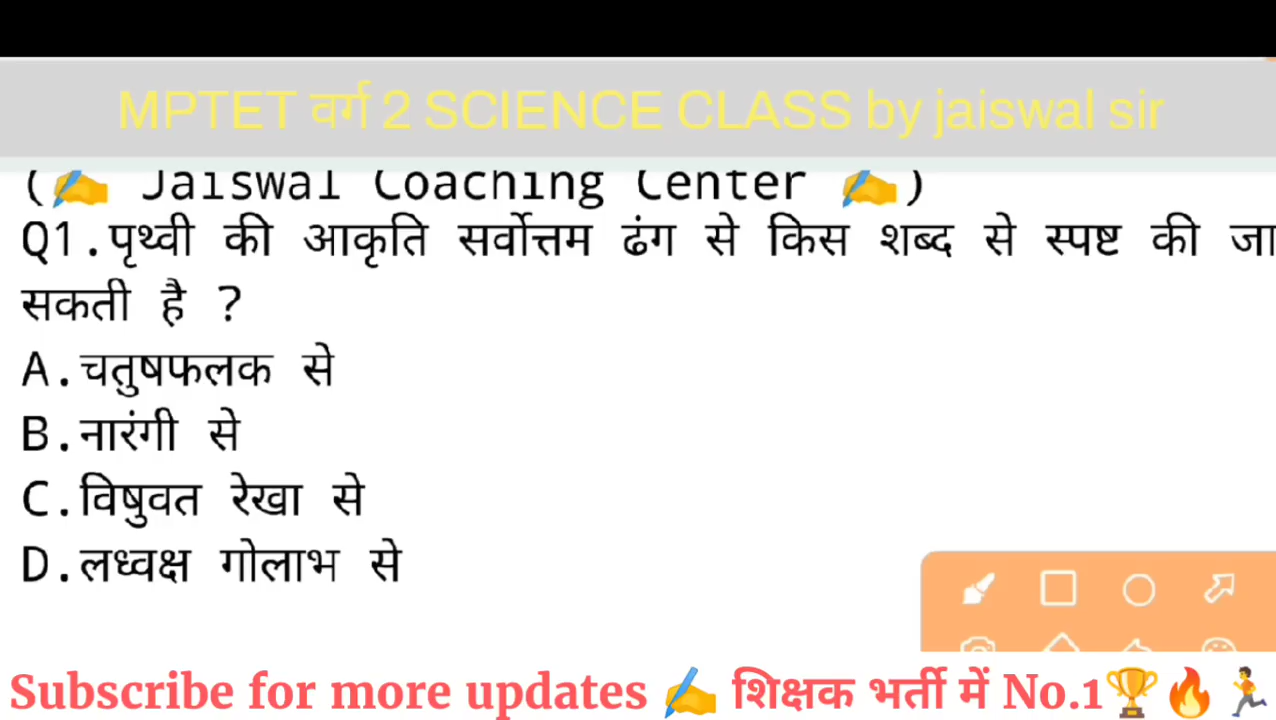 MPTET वर्ग 2 SCIENCE CLASS by jaiswal sir
(✍ Jaiswal Coaching Center ✍)
Q1.पृथ्वी की आकृति सर्वोत्तम ढंग से किस शब्द से स्पष्ट की जा
सकती है ?
A.चतुषफलक से
B.नारंगी से
C.विषुवत रेखा से
D.लध्वक्ष गोलाभ से
Subscribe for more updates ✍ शिक्षक भर्ती में No.1🏆🔥🏃